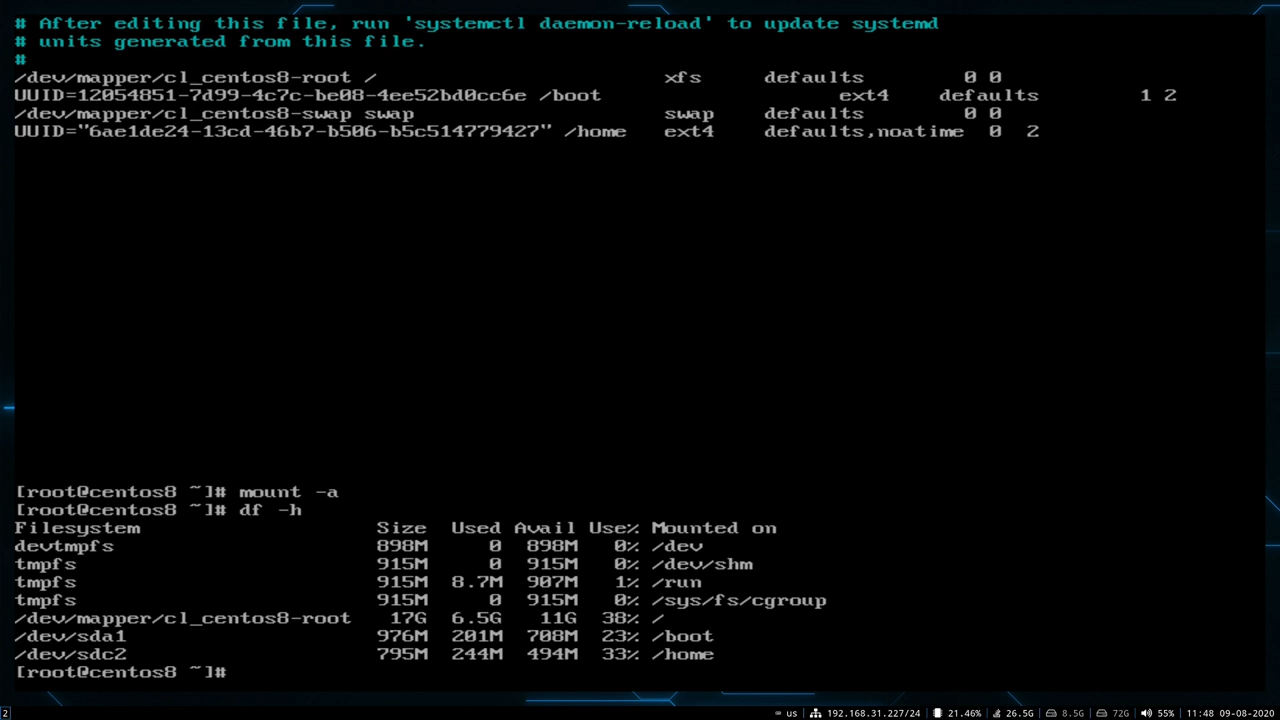 # After editing this file, run 'systemctl daemon-reload' to update systemd
# units generated from this file.
#
/dev/mapper/cl_centos8-root / xfs defaults 0 0
UUID=12054851-7d99-4c7c-be08-4ee52bd0cc6e /boot ext4 defaults 1 2
/dev/mapper/cl_centos8-swap swap swap defaults 0 0
UUID="6ae1de24-13cd-46b7-b506-b5c514779427" /home ext4 defaults,noatime 0 2
[root@centos8 ~]# mount -a
[root@centos8 ~]# df -h
Filesystem Size Used Avail Use% Mounted on
devtmpfs 898M 0 898M 0% /dev
tmpfs 915M 0 915M 0% /dev/shm
tmpfs 915M 8.7M 907M 1% /run
tmpfs 915M 0 915M 0% /sys/fs/cgroup
/dev/mapper/cl_centos8-root 17G 6.5G 11G 38% /
/dev/sda1 976M 201M 708M 23% /boot
/dev/sdc2 795M 244M 494M 33% /home
[root@centos8 ~]#
2 us 192.168.31.227/24 21.46% 26.5G 8.5G 72G 55% 11:48 09-08-2020